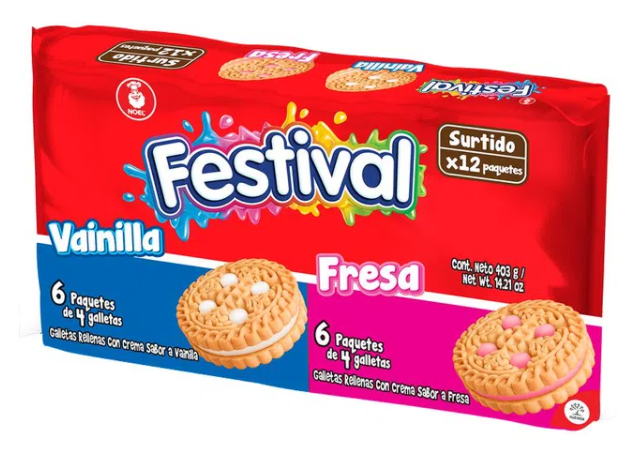 Surtido
x12 paquetes
Fresa
Vainilla
Festival
NOEL
Festival
Surtido
x12 paquetes
Vainilla
6 Paquetes
de 4 galletas
Galletas Rellenas Con Crema Sabor a Vainilla
Fresa
Cont. Neto 403 g /
Net Wt. 14.21 oz
6 Paquetes
de 4 galletas
Galletas Rellenas Con Crema Sabor a Fresa